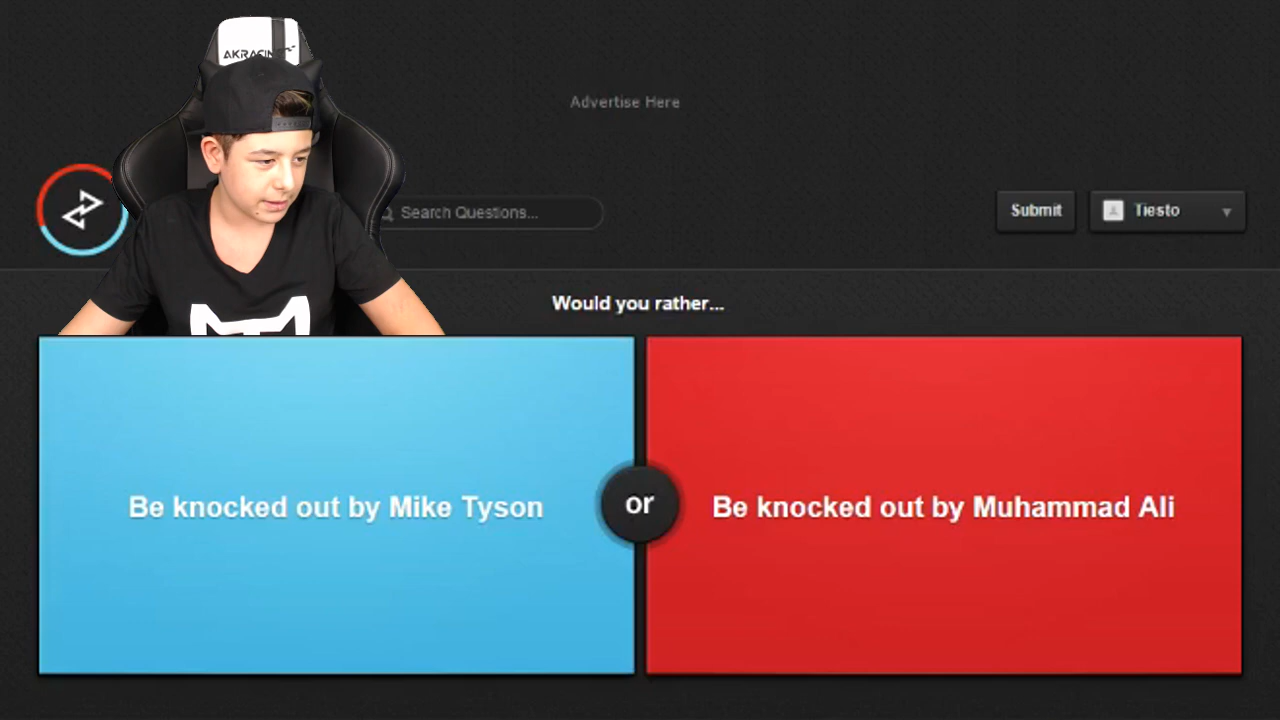 AKRACING
Advertise Here
Search Questions...
Submit
Tiesto
Would you rather...
Be knocked out by Mike Tyson
or
Be knocked out by Muhammad Ali